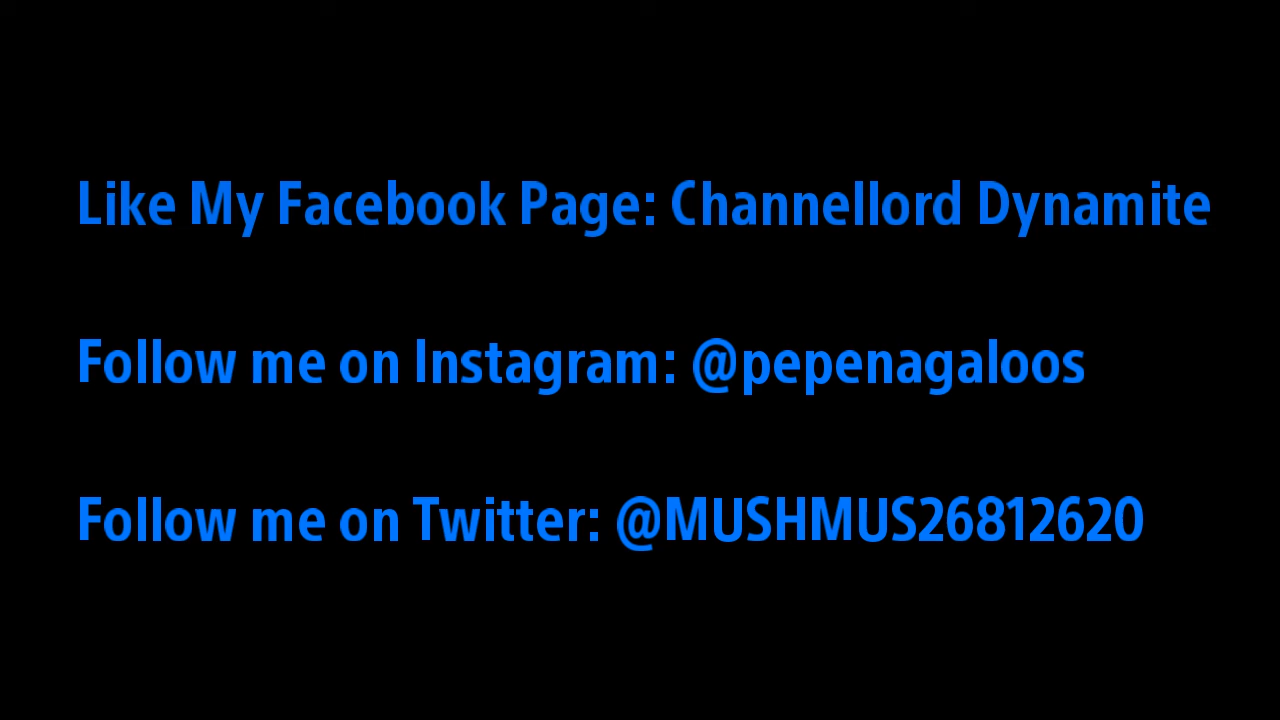 Like My Facebook Page: Channellord Dynamite
Follow me on Instagram: @pepenagaloos
Follow me on Twitter: @MUSHMUS26812620